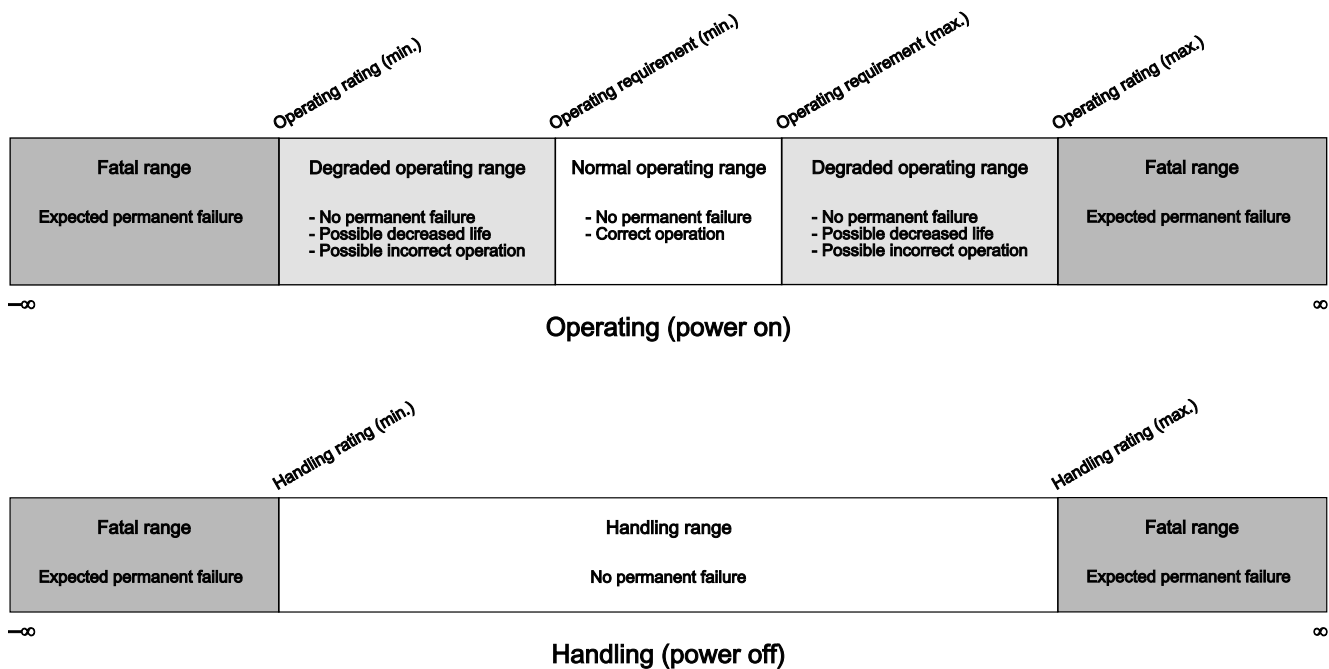 Operating rating (min.)
Operating requirement (min.)
Operating requirement (max.)
Operating rating (max.)
Fatal range
Degraded operating range
Normal operating range
Degraded operating range
Fatal range
Expected permanent failure
- No permanent failure
- Possible decreased life
- Possible incorrect operation
- No permanent failure
- Correct operation
- No permanent failure
- Possible decreased life
- Possible incorrect operation
Expected permanent failure
–∞
∞
Operating (power on)
Handling rating (min.)
Handling rating (max.)
Fatal range
Handling range
Fatal range
Expected permanent failure
No permanent failure
Expected permanent failure
–∞
∞
Handling (power off)